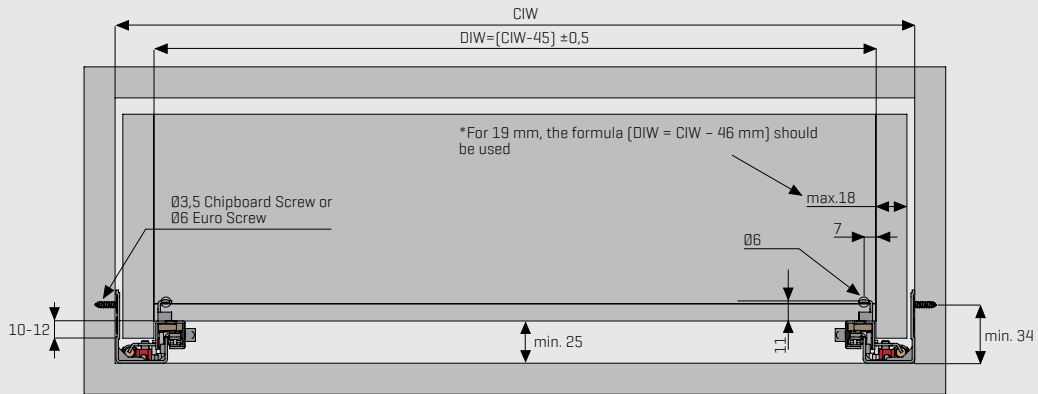 CIW
DIW=(CIW-45) ±0,5
*For 19 mm, the formula (DIW = CIW – 46 mm) should
be used
max.18
Ø3,5 Chipboard Screw or
Ø6 Euro Screw
7
Ø6
10-12
min. 25
11
min. 34